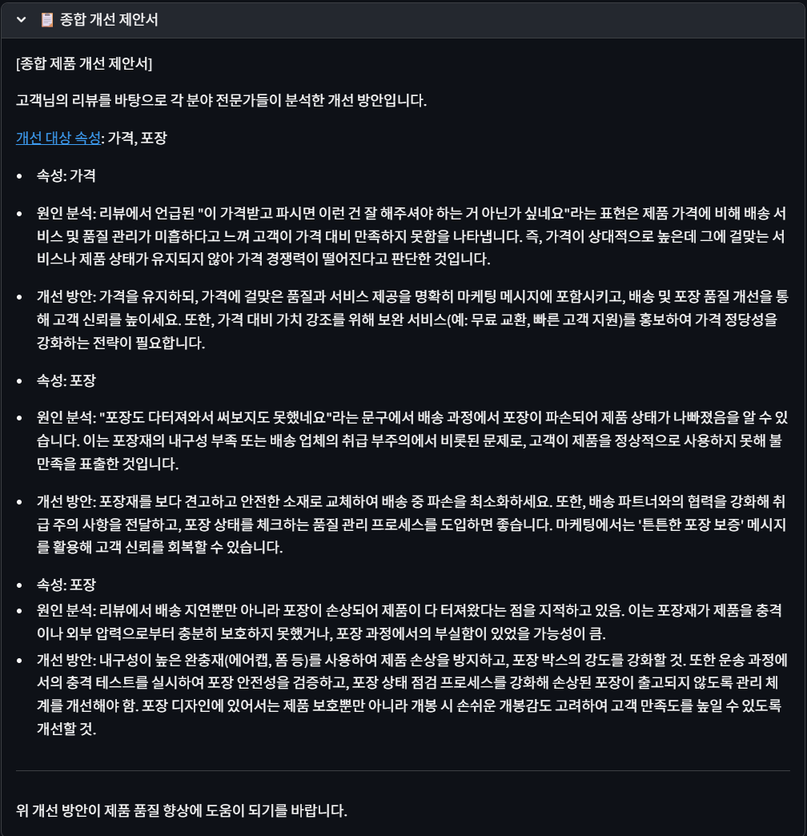 📋 종합 개선 제안서
[종합 제품 개선 제안서]
고객님의 리뷰를 바탕으로 각 분야 전문가들이 분석한 개선 방안입니다.
개선 대상 속성: 가격, 포장
• 속성: 가격
• 원인 분석: 리뷰에서 언급된 "이 가격받고 파시면 이런 건 잘 해주셔야 하는 거 아닌가 싶네요"라는 표현은 제품 가격에 비해 배송 서
비스 및 품질 관리가 미흡하다고 느껴 고객이 가격 대비 만족하지 못함을 나타냅니다. 즉, 가격이 상대적으로 높은데 그에 걸맞는 서
비스나 제품 상태가 유지되지 않아 가격 경쟁력이 떨어진다고 판단한 것입니다.
• 개선 방안: 가격을 유지하되, 가격에 걸맞은 품질과 서비스 제공을 명확히 마케팅 메시지에 포함시키고, 배송 및 포장 품질 개선을 통
해 고객 신뢰를 높이세요. 또한, 가격 대비 가치 강조를 위해 보완 서비스(예: 무료 교환, 빠른 고객 지원)를 홍보하여 가격 정당성을
강화하는 전략이 필요합니다.
• 속성: 포장
• 원인 분석: "포장도 다터져와서 써보지도 못했네요"라는 문구에서 배송 과정에서 포장이 파손되어 제품 상태가 나빠졌음을 알 수 있
습니다. 이는 포장재의 내구성 부족 또는 배송 업체의 취급 부주의에서 비롯된 문제로, 고객이 제품을 정상적으로 사용하지 못해 불
만족을 표출한 것입니다.
• 개선 방안: 포장재를 보다 견고하고 안전한 소재로 교체하여 배송 중 파손을 최소화하세요. 또한, 배송 파트너와의 협력을 강화해 취
급 주의 사항을 전달하고, 포장 상태를 체크하는 품질 관리 프로세스를 도입하면 좋습니다. 마케팅에서는 '튼튼한 포장 보증' 메시지
를 활용해 고객 신뢰를 회복할 수 있습니다.
• 속성: 포장
• 원인 분석: 리뷰에서 배송 지연뿐만 아니라 포장이 손상되어 제품이 다 터져왔다는 점을 지적하고 있음. 이는 포장재가 제품을 충격
이나 외부 압력으로부터 충분히 보호하지 못했거나, 포장 과정에서의 부실함이 있었을 가능성이 큼.
• 개선 방안: 내구성이 높은 완충재(에어캡, 폼 등)를 사용하여 제품 손상을 방지하고, 포장 박스의 강도를 강화할 것. 또한 운송 과정에
서의 충격 테스트를 실시하여 포장 안전성을 검증하고, 포장 상태 점검 프로세스를 강화해 손상된 포장이 출고되지 않도록 관리 체
계를 개선해야 함. 포장 디자인에 있어서는 제품 보호뿐만 아니라 개봉 시 손쉬운 개봉감도 고려하여 고객 만족도를 높일 수 있도록
개선할 것.
위 개선 방안이 제품 품질 향상에 도움이 되기를 바랍니다.